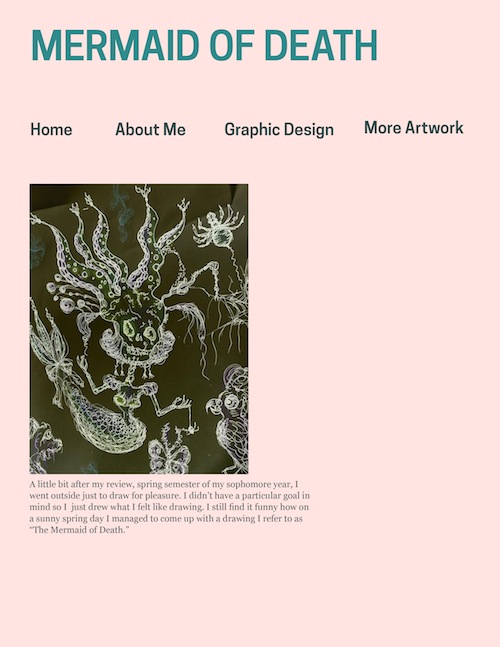 MERMAID OF DEATH
Home About Me Graphic Design More Artwork
A little bit after my review, spring semester of my sophomore year, I
went outside just to draw for pleasure. I didn't have a particular goal in
mind so I  just drew what I felt like drawing. I still find it funny how on
a sunny spring day I managed to come up with a drawing I refer to as
“The Mermaid of Death.”